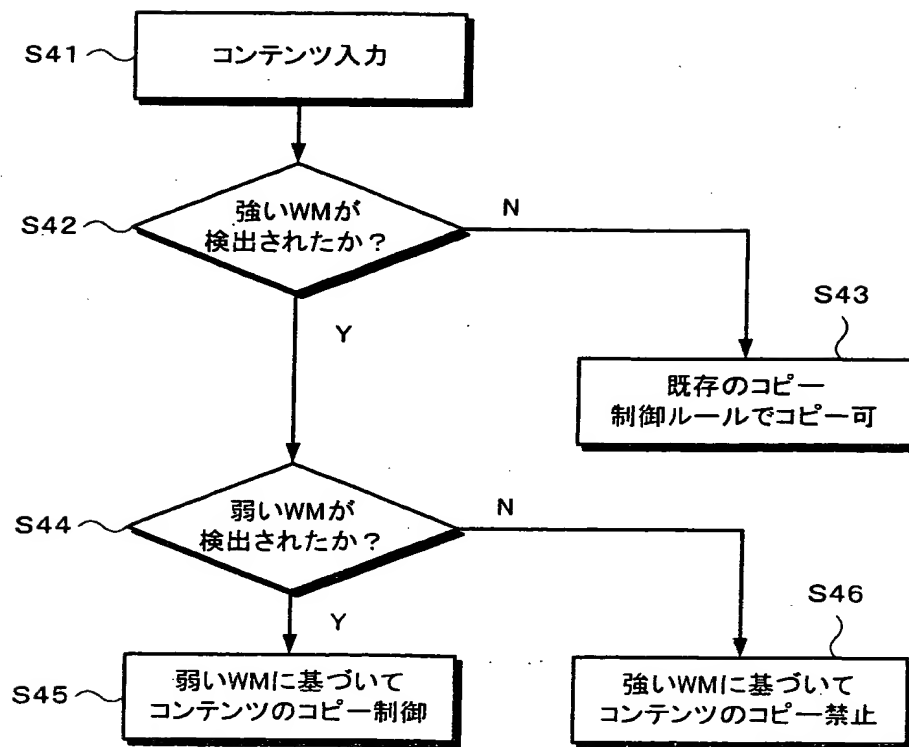 S41
コンテンツ入力
S42
強いWMが
検出されたか？
N
Y
S43
既存のコピー
制御ルールでコピー可
S44
弱いWMが
検出されたか？
N
Y
S45
弱いWMに基づいて
コンテンツのコピー制御
S46
強いWMに基づいて
コンテンツのコピー禁止